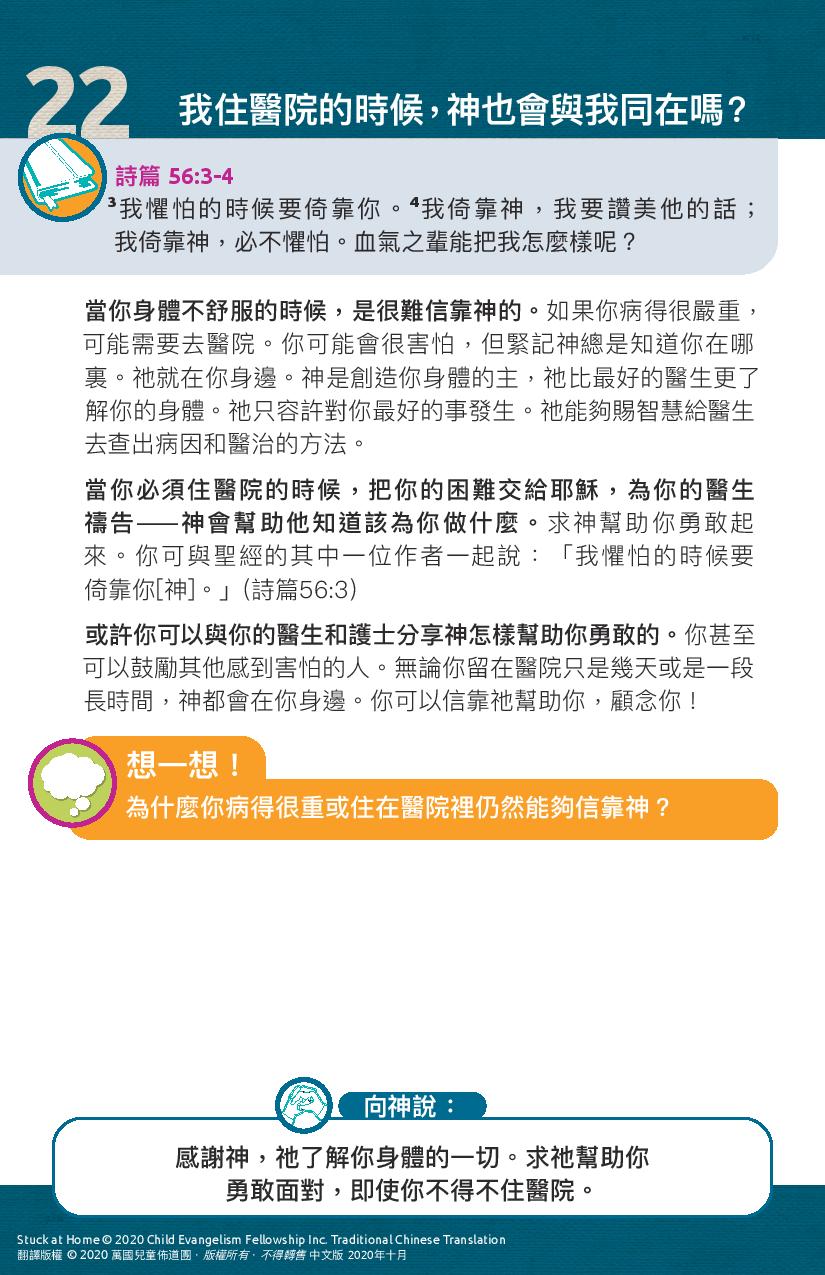 22
我住醫院的時候，神也會與我同在嗎？
詩篇 56:3-4
³我懼怕的時候要倚靠你。⁴我倚靠神，我要讚美他的話；
我倚靠神，必不懼怕。血氣之輩能把我怎麼樣呢？
當你身體不舒服的時候，是很難信靠神的。如果你病得很嚴重，
可能需要去醫院。你可能會很害怕，但緊記神總是知道你在哪
裏。祂就在你身邊。神是創造你身體的主，祂比最好的醫生更了
解你的身體。祂只容許對你最好的事發生。祂能夠賜智慧給醫生
去查出病因和醫治的方法。
當你必須住醫院的時候，把你的困難交給耶穌，為你的醫生
禱告——神會幫助他知道該為你做什麼。求神幫助你勇敢起
來。你可與聖經的其中一位作者一起說：「我懼怕的時候要
倚靠你[神]。」(詩篇56:3)
或許你可以與你的醫生和護士分享神怎樣幫助你勇敢的。你甚至
可以鼓勵其他感到害怕的人。無論你留在醫院只是幾天或是一段
長時間，神都會在你身邊。你可以信靠祂幫助你，顧念你！
想一想！
為什麼你病得很重或住在醫院裡仍然能夠信靠神？
向神說：
感謝神，祂了解你身體的一切。求祂幫助你
勇敢面對，即使你不得不住醫院。
Stuck at Home © 2020 Child Evangelism Fellowship Inc. Traditional Chinese Translation
翻譯版權 © 2020 萬國兒童佈道團．版權所有．不得轉售 中文版 2020年十月